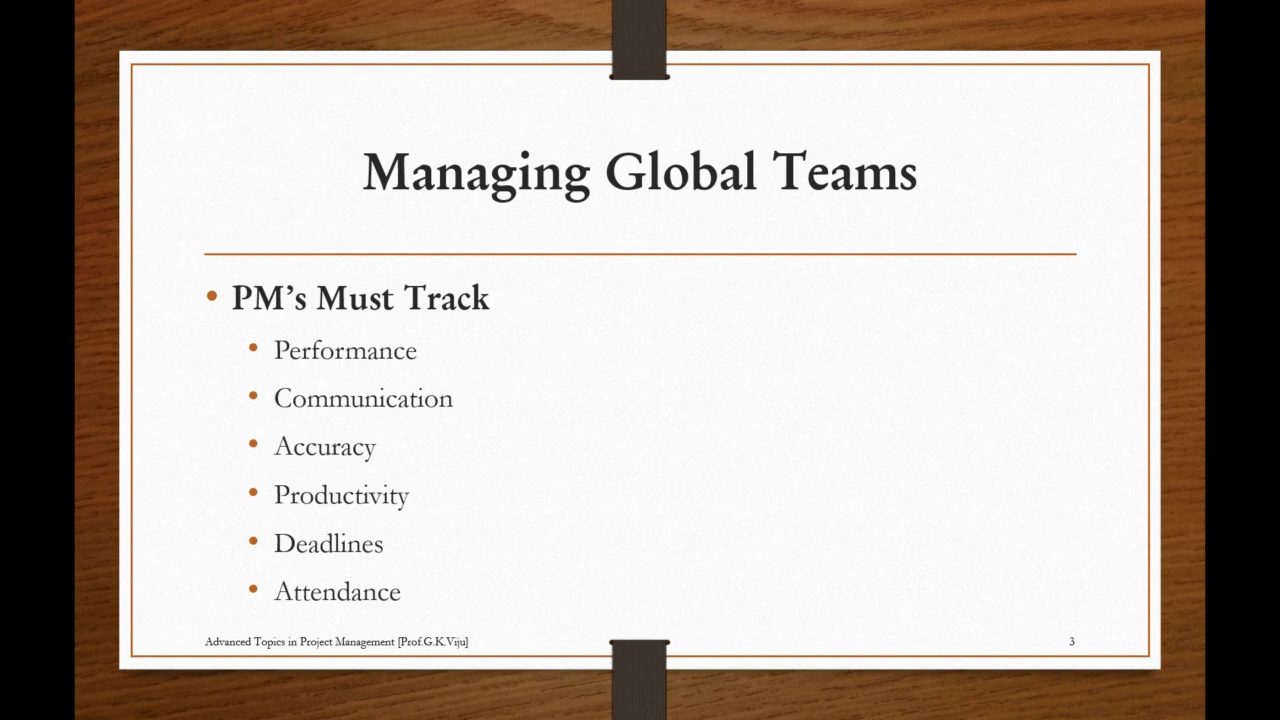 Managing Global Teams
• PM's Must Track
• Performance
• Communication
• Accuracy
• Productivity
• Deadlines
• Attendance
Advanced Topics in Project Management [Prof.G.K.Viju]
3